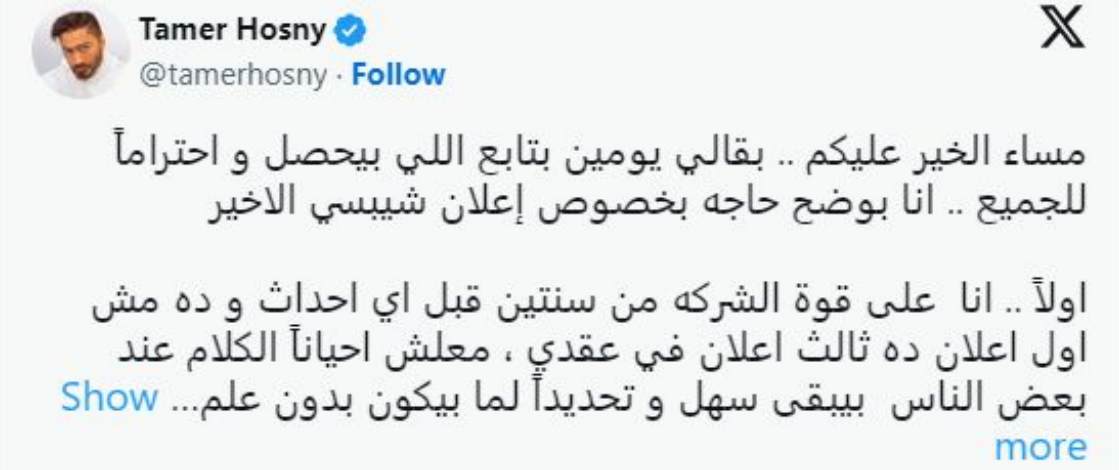 Tamer Hosny
@tamerhosny · Follow
مساء الخير عليكم .. بقالي يومين بتابع اللي بيحصل و احتراماً
للجميع .. انا بوضح حاجه بخصوص إعلان شيبسي الاخير
اولاً .. انا على قوة الشركه من سنتين قبل اي احداث و ده مش
اول اعلان ده ثالث اعلان في عقدي ، معلش احياناً الكلام عند
بعض الناس بيبقى سهل و تحديداً لما بيكون بدون علم... Show
more